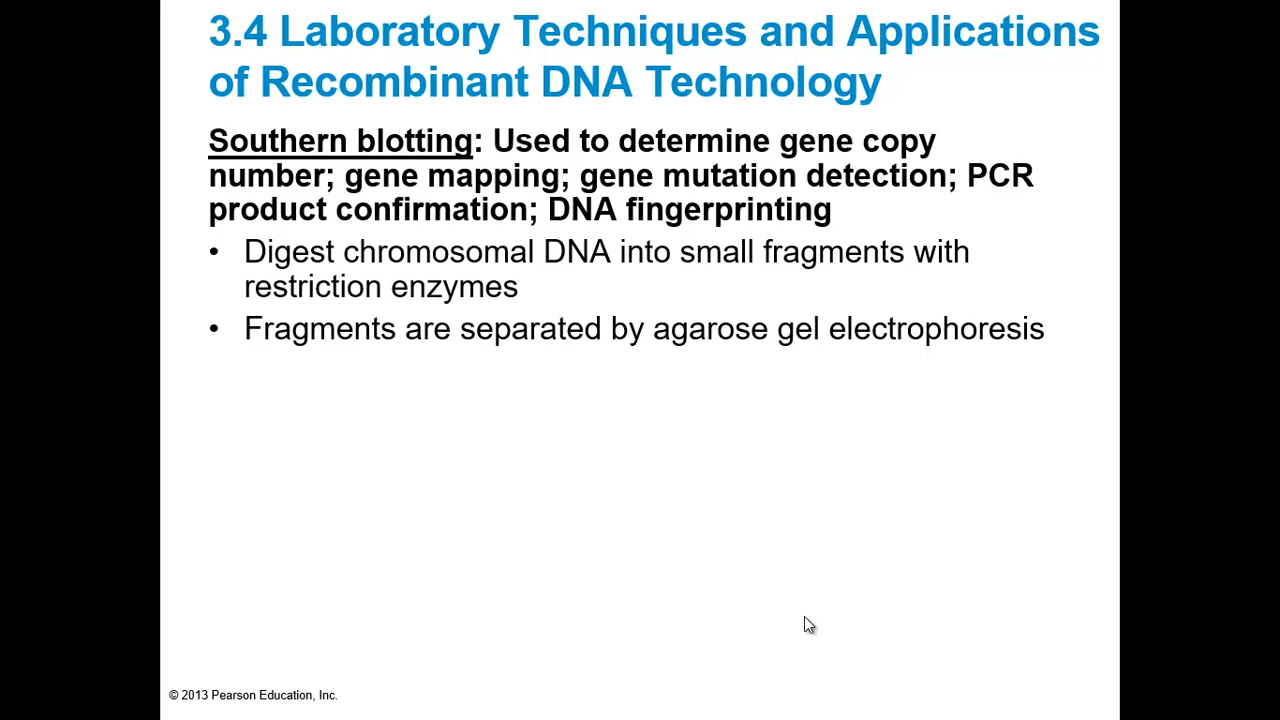 3.4 Laboratory Techniques and Applications
of Recombinant DNA Technology
Southern blotting: Used to determine gene copy
number; gene mapping; gene mutation detection; PCR
product confirmation; DNA fingerprinting
• Digest chromosomal DNA into small fragments with
restriction enzymes
• Fragments are separated by agarose gel electrophoresis
© 2013 Pearson Education, Inc.